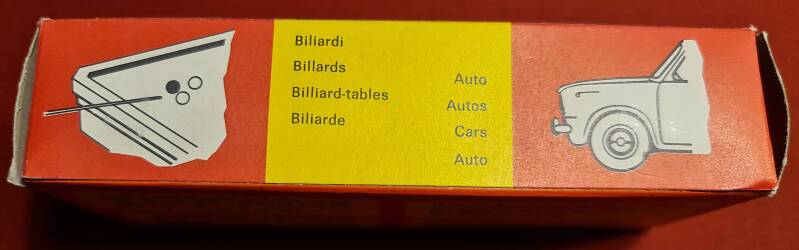 Biliardi
Billards
Billiard-tables
Biliarde
Auto
Autos
Cars
Auto